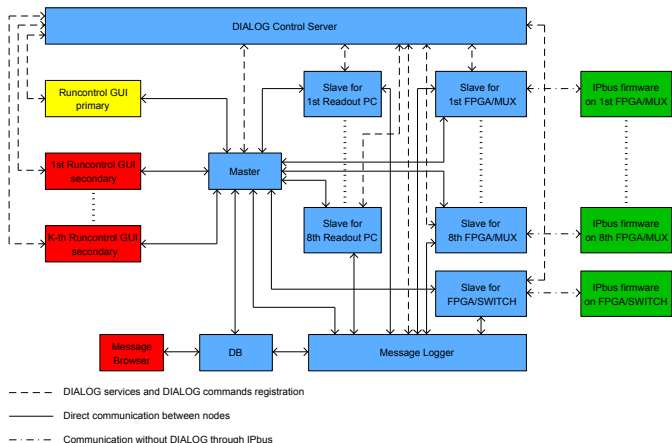 DIALOG Control Server
Runcontrol GUI
primary
Slave for
1st Readout PC
Slave for
1st FPGA/MUX
IPbus firmware
on 1st FPGA/MUX
1st Runcontrol GUI
secondary
Master
K-th Runcontrol GUI
secondary
Slave for
8th Readout PC
Slave for
8th FPGA/MUX
IPbus firmware
on 8th FPGA/MUX
Slave for
FPGA/SWITCH
IPbus firmware
on FPGA/SWITCH
Message
Browser
DB
Message Logger
DIALOG services and DIALOG commands registration
Direct communication between nodes
Communication without DIALOG through IPbus